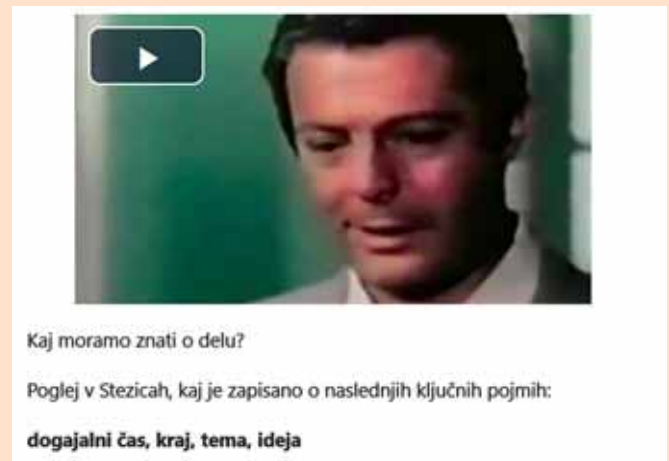 Kaj moramo znati o delu?
Poglej v Stezicah, kaj je zapisano o naslednjih ključnih pojmih:
dogajalni čas, kraj, tema, ideja